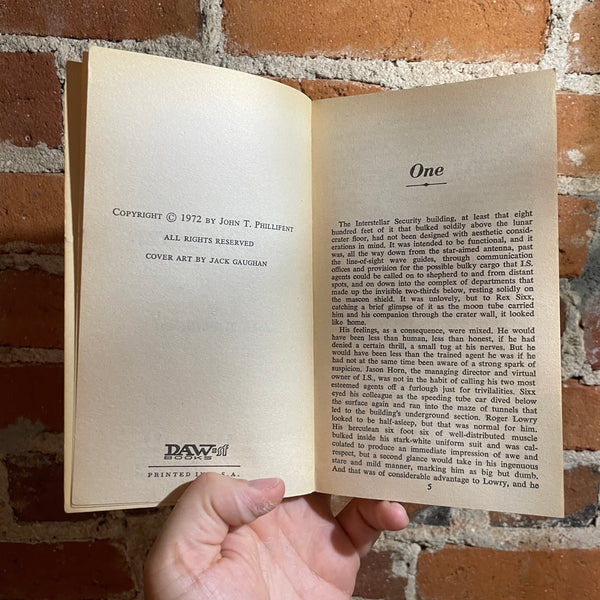 COPYRIGHT © 1972 BY JOHN T. PHILLIFENT
ALL RIGHTS RESERVED
COVER ART BY JACK GAUGHAN
DAW sf
BOOKS
PRINTED IN U.S.A.
One
The Interstellar Security building, at least that eight
hundred feet of it that bulked solidly above the lunar
crater floor, had not been designed with aesthetic consid-
erations in mind. It was intended to be functional, and it
was, all the way down from the star-aimed antenna, past
the line-of-sight wave guides, through communication
offices and provision for the possible bulky cargo that I.S.
agents could be called on to shepherd to and from distant
spots, and on down into the complex of departments that
made up the invisible two-thirds below, resting solidly on
the mascon shield. It was unlovely, but to Rex Sixx,
catching a brief glimpse of it as the moon tube carried
him and his companion through the crater wall, it looked
like home.
His feelings, as a consequence, were mixed. He would
have been less than human, less than honest, if he had
denied a certain thrill, a small tug at his nerves. But he
would have been less than the trained agent he was if he
had not at the same time been aware of a strong spark of
suspicion. Jason Horn, the managing director and virtual
owner of I.S., was not in the habit of calling his two most
esteemed agents off a furlough just for trivilalities. Sixx
eyed his colleague as the speeding tube car dived below
the surface again and ran into the maze of tunnels that
led to the building's underground section. Roger Lowry
looked to be half-asleep, but that was normal for him.
His herculean six foot six of well-distributed muscle
bulked inside his stark-white uniform suit and was cal-
culated to produce an immediate impression of awe and
respect, but a second glance would take in his ingenuous
stare and mild manner, marking him as big but dumb.
And that was of considerable advantage to Lowry, and he
5